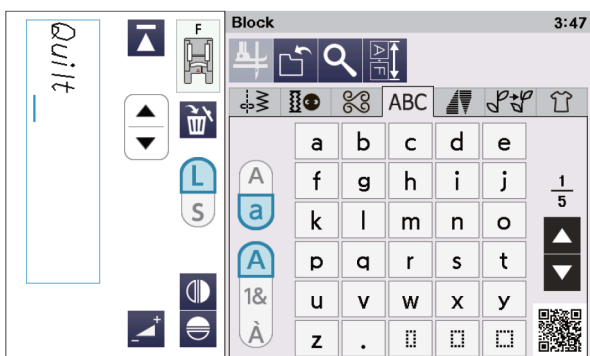 Quilt
F
Block 3:47
A-F
ABC
a b c d e
f g h i j
k l m n o
p q r s t
u v w x y
z .
L
S
A
a
A
1&
À
1
5